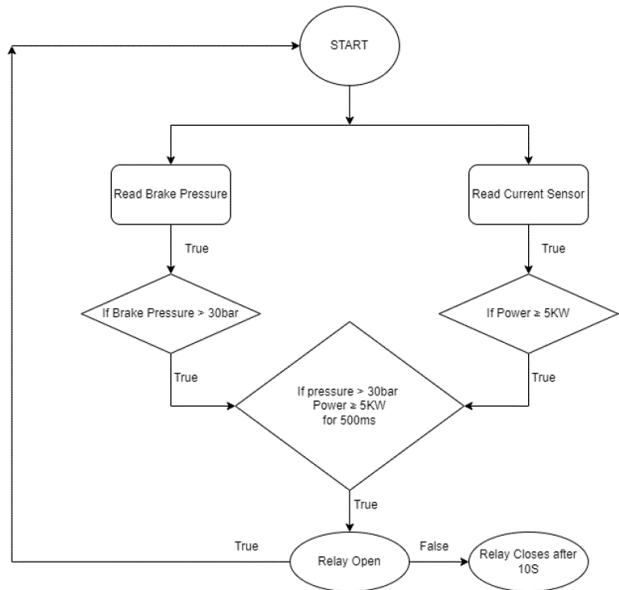 START
Read Brake Pressure
Read Current Sensor
True
True
If Brake Pressure > 30bar
If Power ≥ 5KW
True
True
If pressure > 30bar
Power ≥ 5KW
for 500ms
True
True
Relay Open
False
Relay Closes after
10S